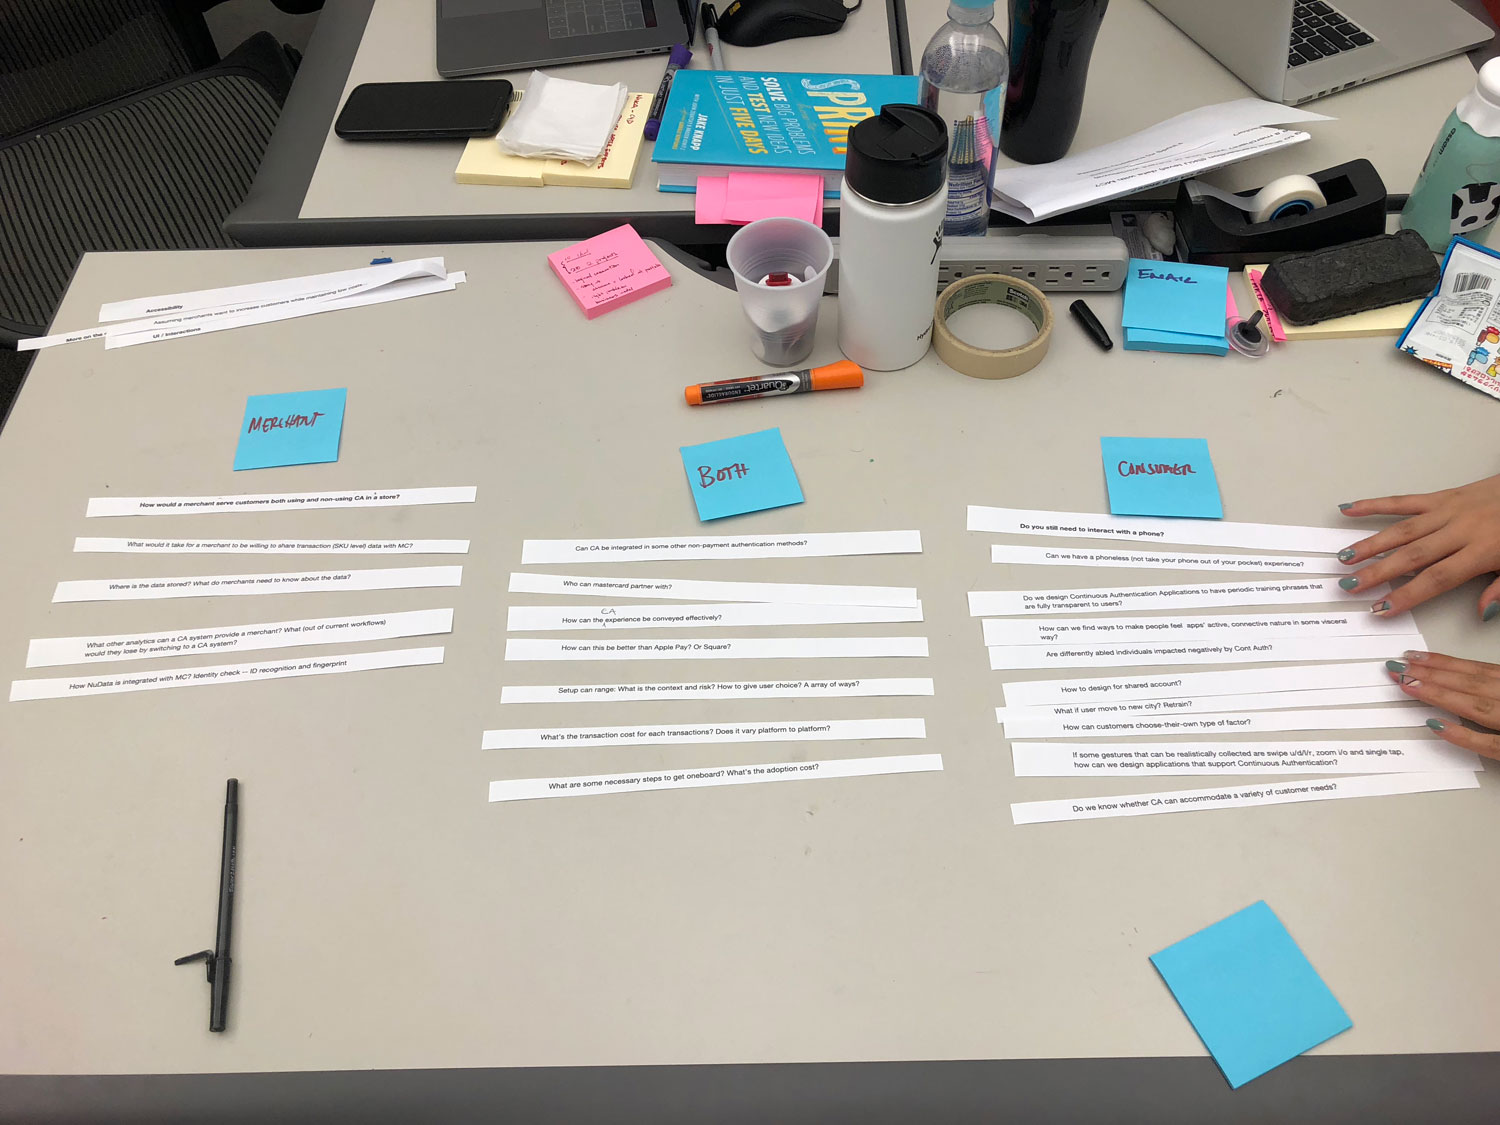 SPRINT
SOLVE BIG PROBLEMS
AND TEST NEW IDEAS
IN JUST FIVE DAYS
JAKE KNAPP
Accessibility
Assuming merchants want to increase customers while maintaining low costs...
More on the
UI / Interactions
EMAIL
Scotch
Quartet
ENDURAGLIDE
assam
MERCHANT
How would a merchant serve customers both using and non-using CA in a store?
What would it take for a merchant to be willing to share transaction (SKU level) data with MC?
Where is the data stored? What do merchants need to know about the data?
What other analytics can a CA system provide a merchant? What (out of current workflows)
would they lose by switching to a CA system?
How NuData is integrated with MC? Identity check -- ID recognition and fingerprint
BOTH
Can CA be integrated in some other non-payment authentication methods?
Who can mastercard partner with?
CA
How can the experience be conveyed effectively?
How can this be better than Apple Pay? Or Square?
Setup can range: What is the context and risk? How to give user choice? A array of ways?
What's the transaction cost for each transactions? Does it vary platform to platform?
What are some necessary steps to get oneboard? What's the adoption cost?
CONSUMER
Do you still need to interact with a phone?
Can we have a phoneless (not take your phone out of your pocket) experience?
Do we design Continuous Authentication Applications to have periodic training phrases that
are fully transparent to users?
How can we find ways to make people feel apps' active, connective nature in some visceral
way?
Are differently abled individuals impacted negatively by Cont Auth?
How to design for shared account?
What if user move to new city? Retrain?
How can customers choose-their-own type of factor?
If some gestures that can be realistically collected are swipe u/d/l/r, zoom i/o and single tap,
how can we design applications that support Continuous Authentication?
Do we know whether CA can accommodate a variety of customer needs?